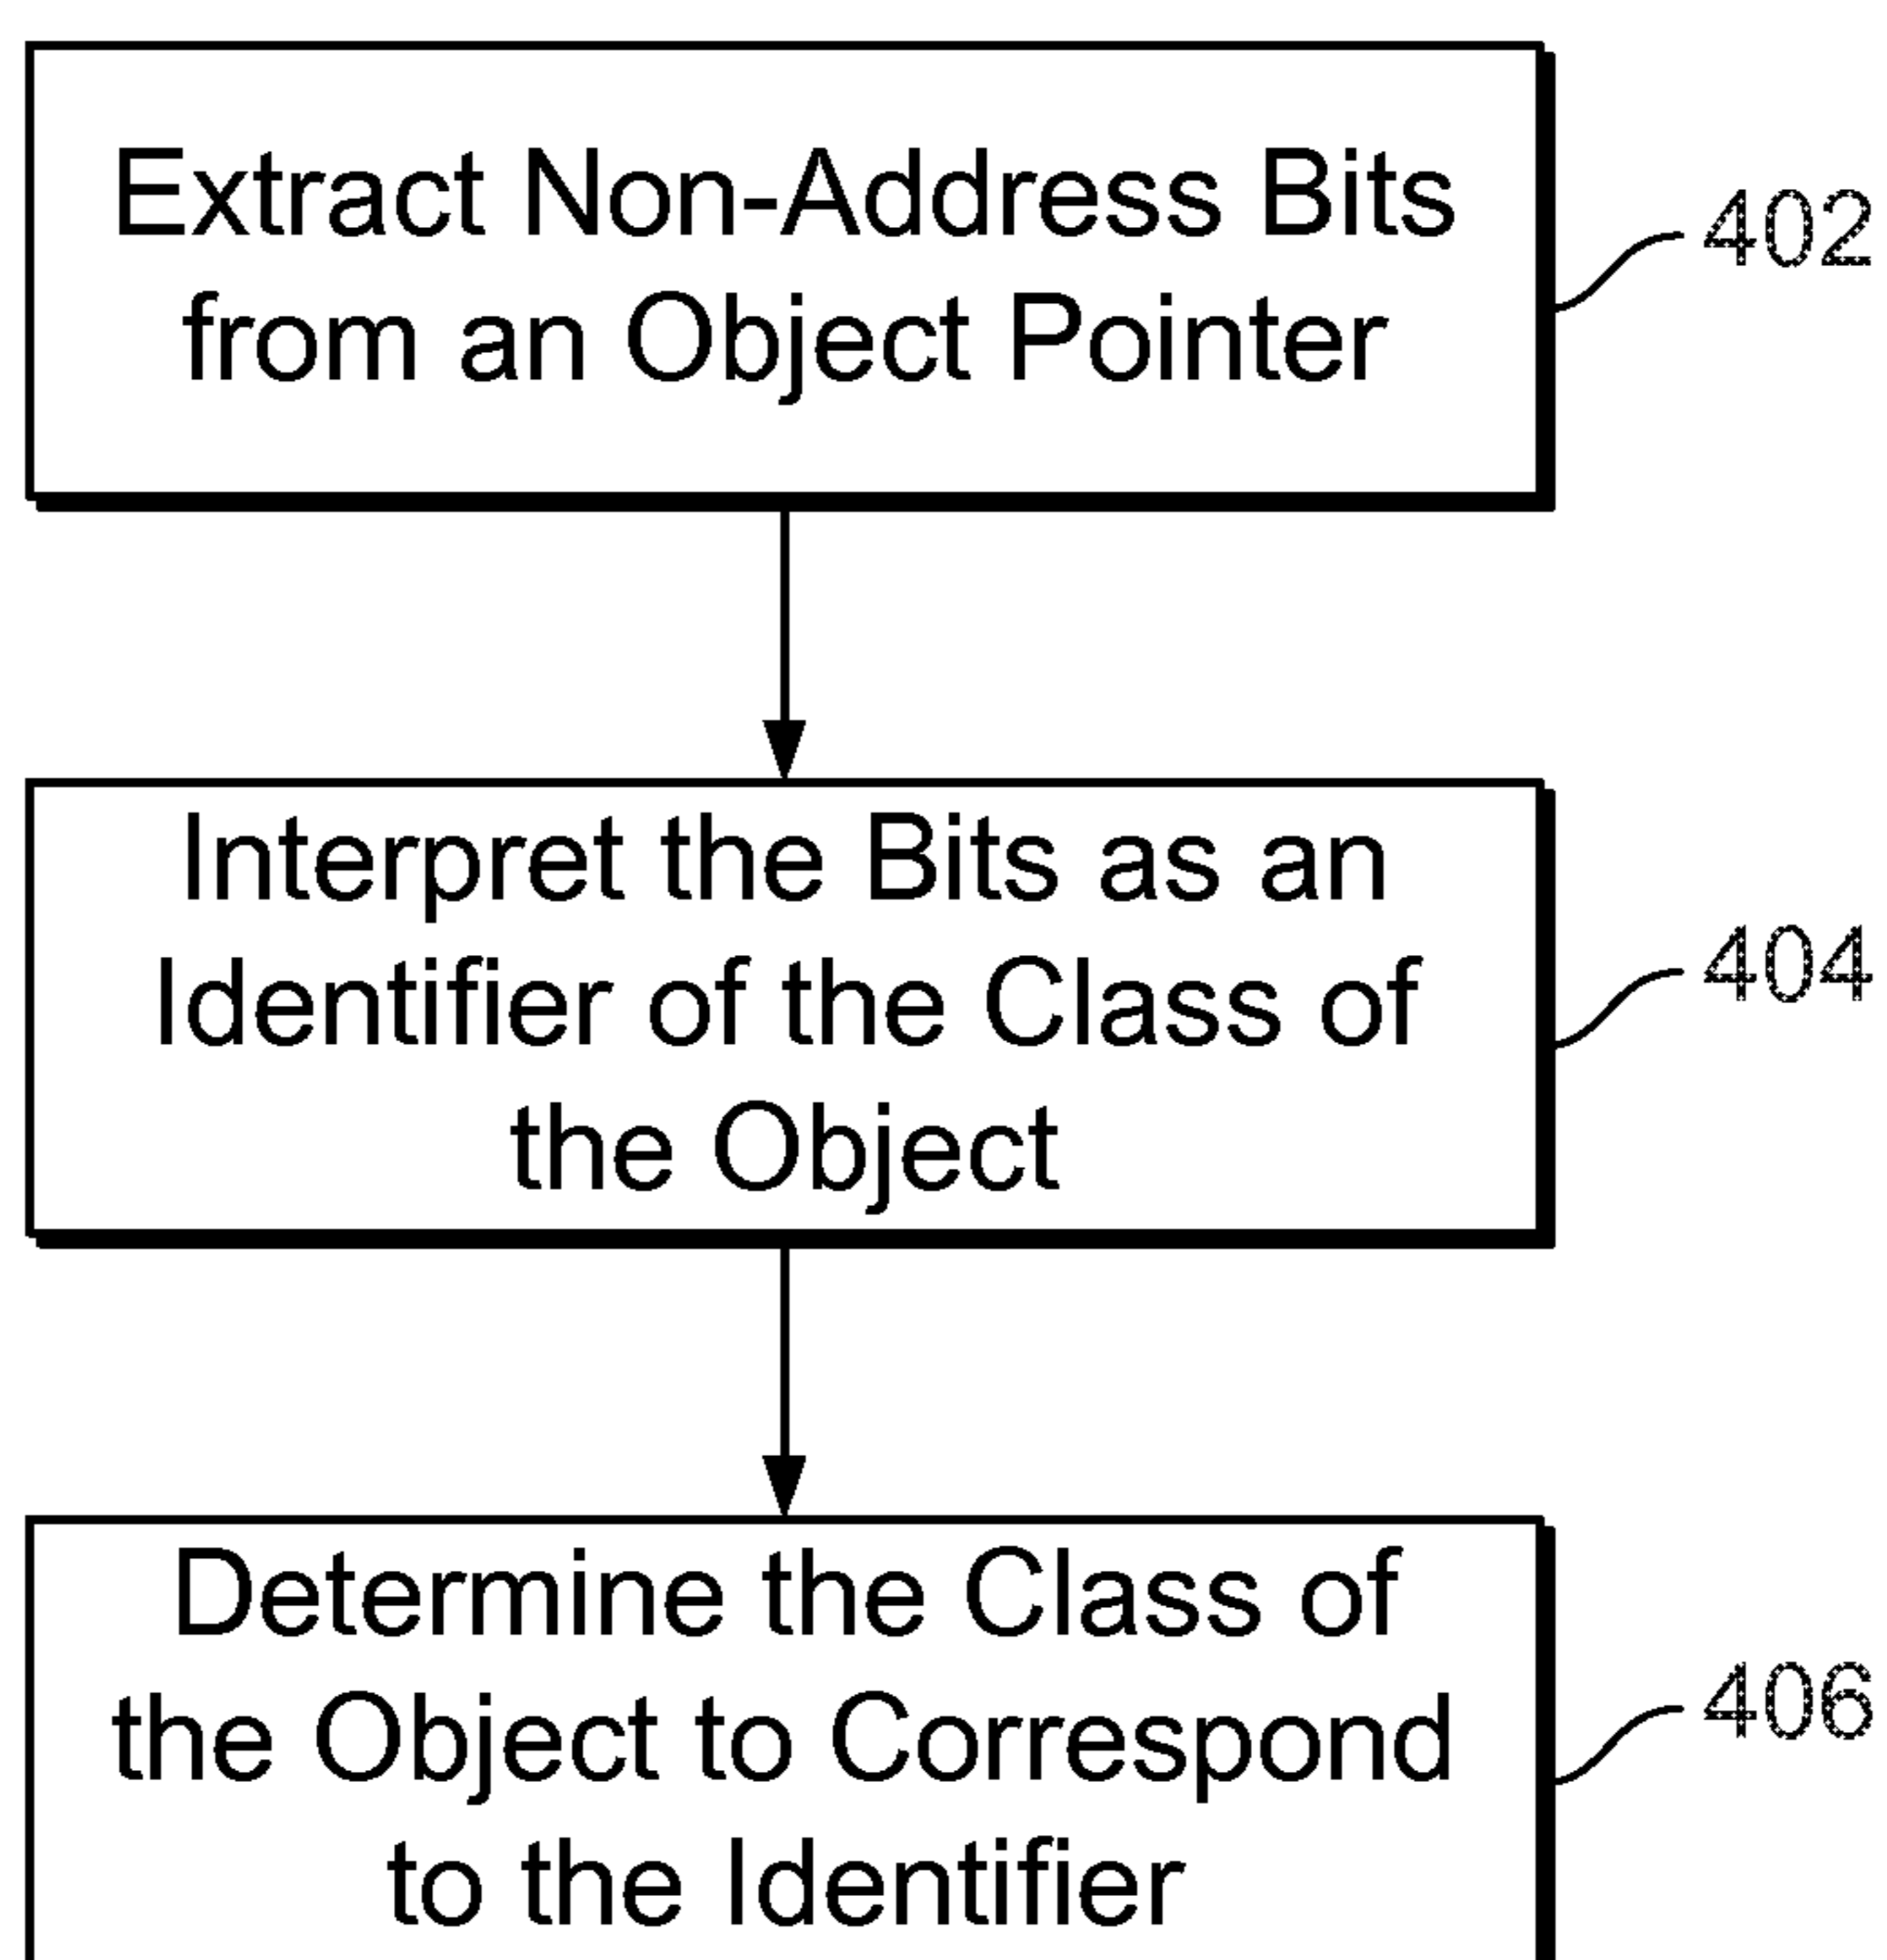 Extract Non-Address Bits
from an Object Pointer
402
Interpret the Bits as an
Identifier of the Class of
the Object
404
Determine the Class of
the Object to Correspond
to the Identifier
406